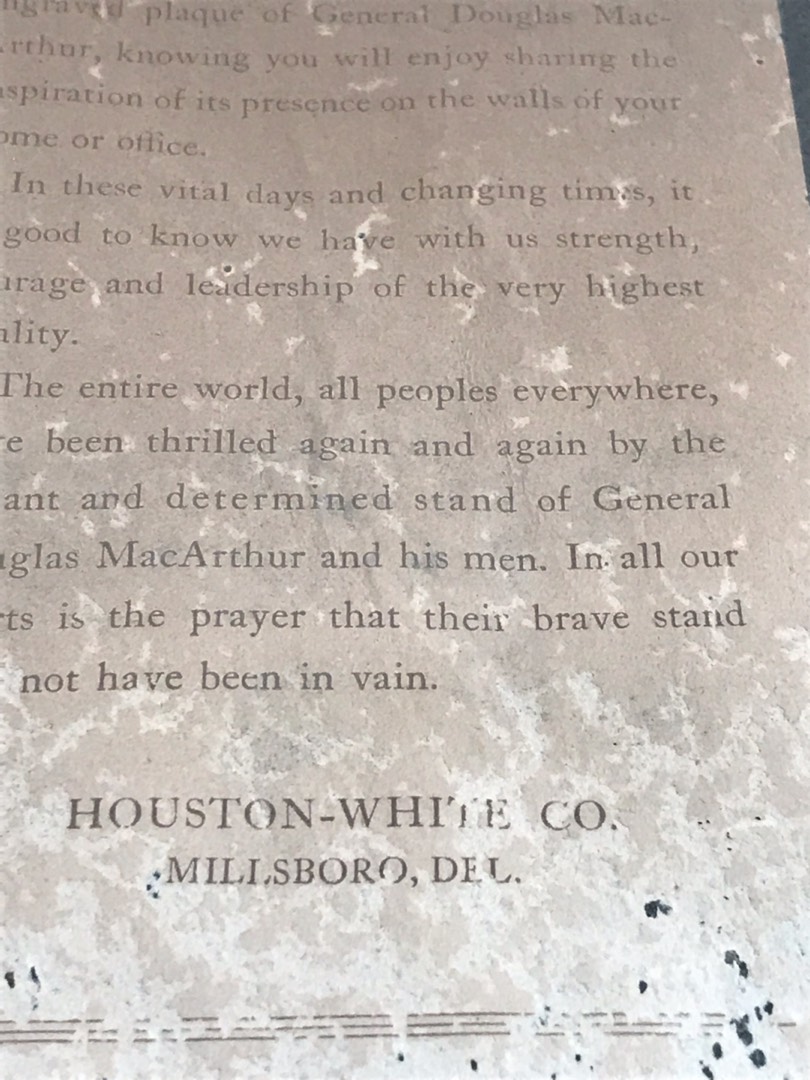 ngraved plaque of General Douglas Mac-
rthur, knowing you will enjoy sharing the
spiration of its presence on the walls of your
ome or office.
In these vital days and changing times, it
good to know we have with us strength,
urage and leadership of the very highest
ality.
The entire world, all peoples everywhere,
e been thrilled again and again by the
ant and determined stand of General
uglas MacArthur and his men. In all our
rts is the prayer that their brave stand
not have been in vain.
HOUSTON-WHITE CO.
MILLSBORO, DEL.